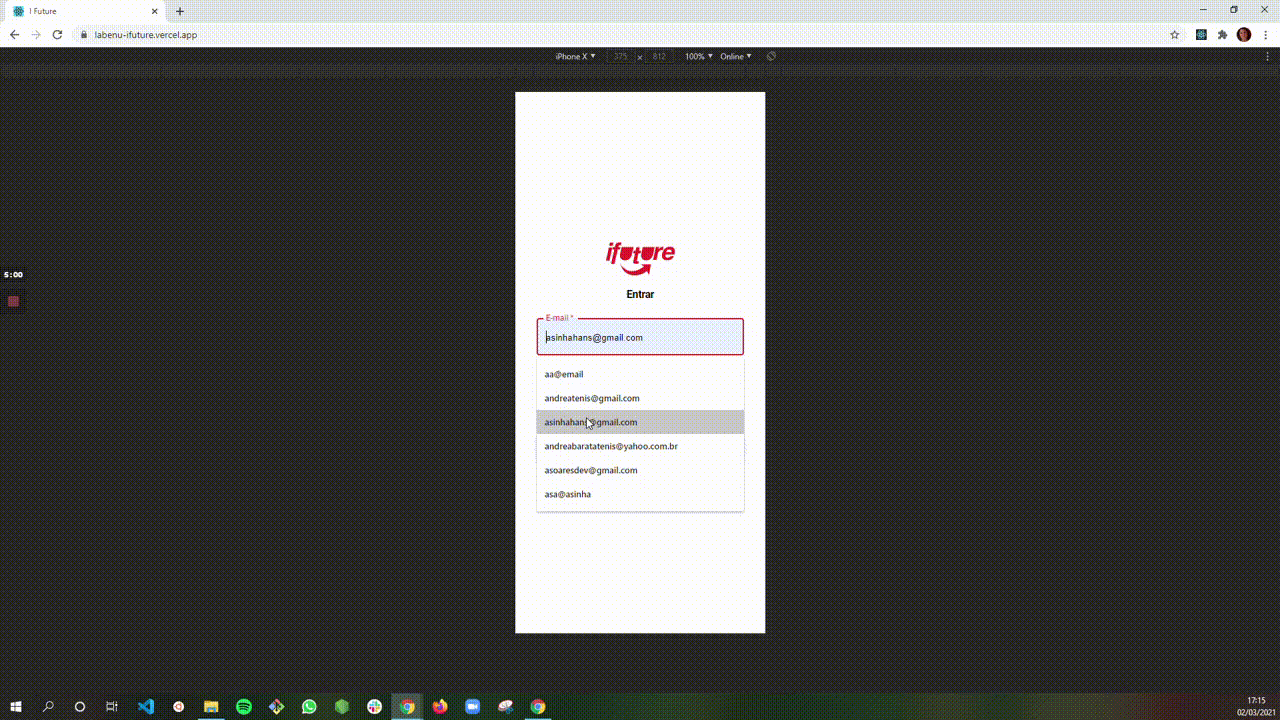 I Future
labenu-ifuture.vercel.app
iPhone X 375 x 812 100% Online
5:00
ifuture
Entrar
E-mail *
asinhahans@gmail.com
aa@email
andreatenis@gmail.com
asinhahans@gmail.com
andreabaratatenis@yahoo.com.br
asoaresdev@gmail.com
asa@asinha
17:15
02/03/2021